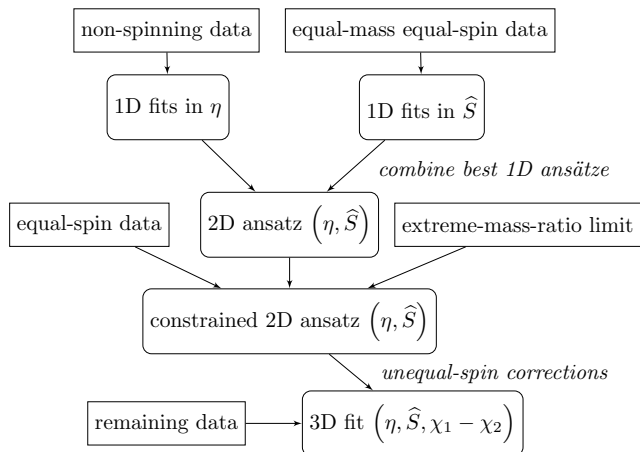 non-spinning data
equal-mass equal-spin data
1D fits in η
1D fits in Ŝ
combine best 1D ansätze
2D ansatz (η, Ŝ)
equal-spin data
extreme-mass-ratio limit
constrained 2D ansatz (η, Ŝ)
unequal-spin corrections
remaining data
3D fit (η, Ŝ, χ₁ − χ₂)